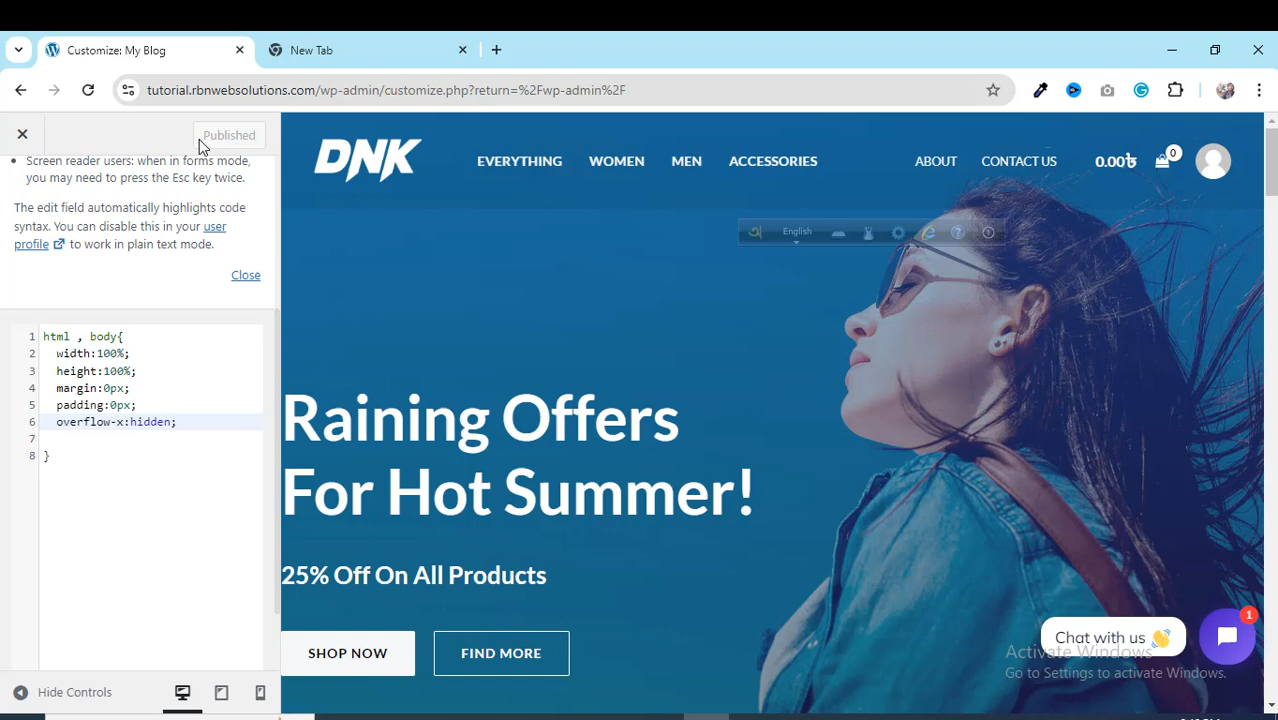 Customize: My Blog
New Tab
tutorial.rbnwebsolutions.com/wp-admin/customize.php?return=%2Fwp-admin%2F
Published
Screen reader users: when in forms mode,
you may need to press the Esc key twice.
The edit field automatically highlights code
syntax. You can disable this in your user
profile to work in plain text mode.
Close
1 html , body{
2 width:100%;
3 height:100%;
4 margin:0px;
5 padding:0px;
6 overflow-x:hidden;
7
8 }
Hide Controls
DNK
EVERYTHING WOMEN MEN ACCESSORIES
ABOUT CONTACT US 0.00৳ 0
English
Raining Offers
For Hot Summer!
25% Off On All Products
SHOP NOW FIND MORE
Chat with us 👋
1
Activate Windows
Go to Settings to activate Windows.